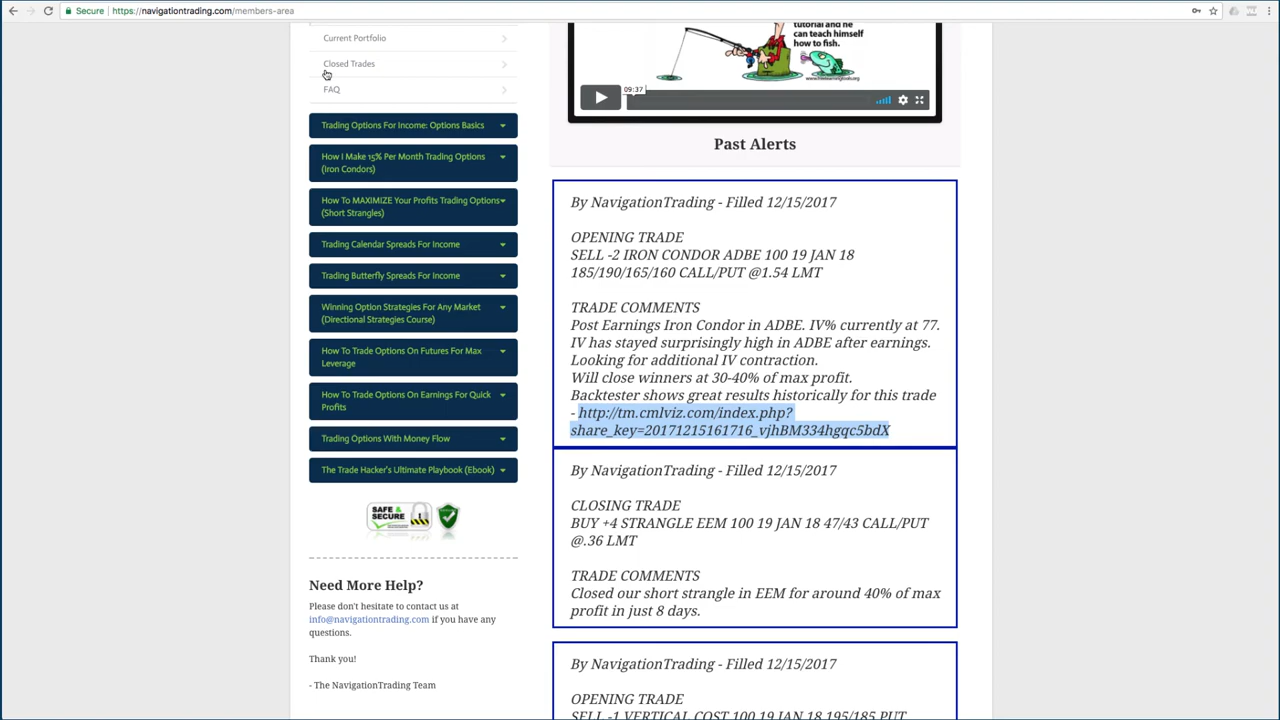 Secure
https://navigationtrading.com/members-area
Current Portfolio
Closed Trades
FAQ
Trading Options For Income: Options Basics
How I Make 15% Per Month Trading Options
(Iron Condors)
How To MAXIMIZE Your Profits Trading Options
(Short Strangles)
Trading Calendar Spreads For Income
Trading Butterfly Spreads For Income
Winning Option Strategies For Any Market
(Directional Strategies Course)
How To Trade Options On Futures For Max
Leverage
How To Trade Options On Earnings For Quick
Profits
Trading Options With Money Flow
The Trade Hacker's Ultimate Playbook (Ebook)
SAFE &
SECURE
Need More Help?
Please don't hesitate to contact us at
info@navigationtrading.com if you have any
questions.
Thank you!
- The NavigationTrading Team
tutorial and he
can teach himself
how to fish.
09:37
Past Alerts
By NavigationTrading - Filled 12/15/2017
OPENING TRADE
SELL -2 IRON CONDOR ADBE 100 19 JAN 18
185/190/165/160 CALL/PUT @1.54 LMT
TRADE COMMENTS
Post Earnings Iron Condor in ADBE. IV% currently at 77.
IV has stayed surprisingly high in ADBE after earnings.
Looking for additional IV contraction.
Will close winners at 30-40% of max profit.
Backtester shows great results historically for this trade
- http://tm.cmlviz.com/index.php?
share_key=20171215161716_vjhBM334hgqc5bdX
By NavigationTrading - Filled 12/15/2017
CLOSING TRADE
BUY +4 STRANGLE EEM 100 19 JAN 18 47/43 CALL/PUT
@.36 LMT
TRADE COMMENTS
Closed our short strangle in EEM for around 40% of max
profit in just 8 days.
By NavigationTrading - Filled 12/15/2017
OPENING TRADE
SELL -1 VERTICAL COST 100 19 JAN 18 195/185 PUT